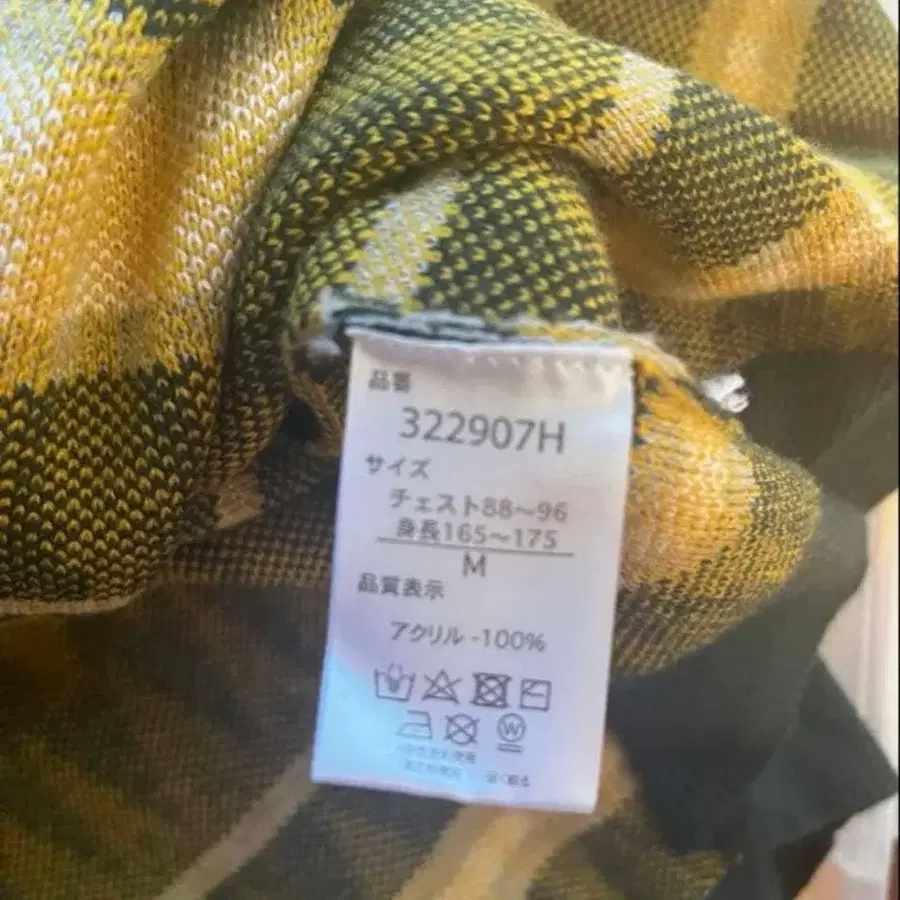 品番
322907H
サイズ
チェスト88～96
身長165～175
M
品質表示
アクリル-100%
W